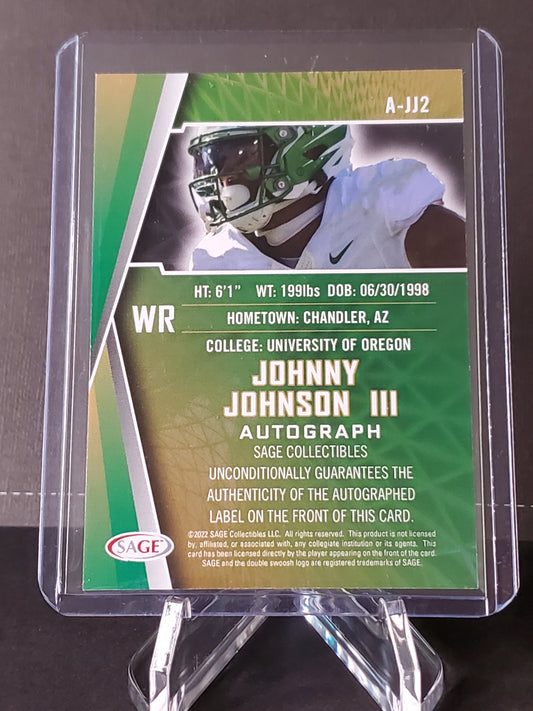 A-JJ2
HT: 6'1" WT: 199lbs DOB: 06/30/1998
WR
HOMETOWN: CHANDLER, AZ
COLLEGE: UNIVERSITY OF OREGON
JOHNNY
JOHNSON III
AUTOGRAPH
SAGE COLLECTIBLES
UNCONDITIONALLY GUARANTEES THE
AUTHENTICITY OF THE AUTOGRAPHED
LABEL ON THE FRONT OF THIS CARD.
SAGE
©2022 SAGE Collectibles LLC. All rights reserved. This product is not licensed
by, affiliated, or associated with, any collegiate institution or its agents. This
card has been licensed directly by the player appearing on the front of the card.
SAGE and the double swoosh logo are registered trademarks of SAGE.